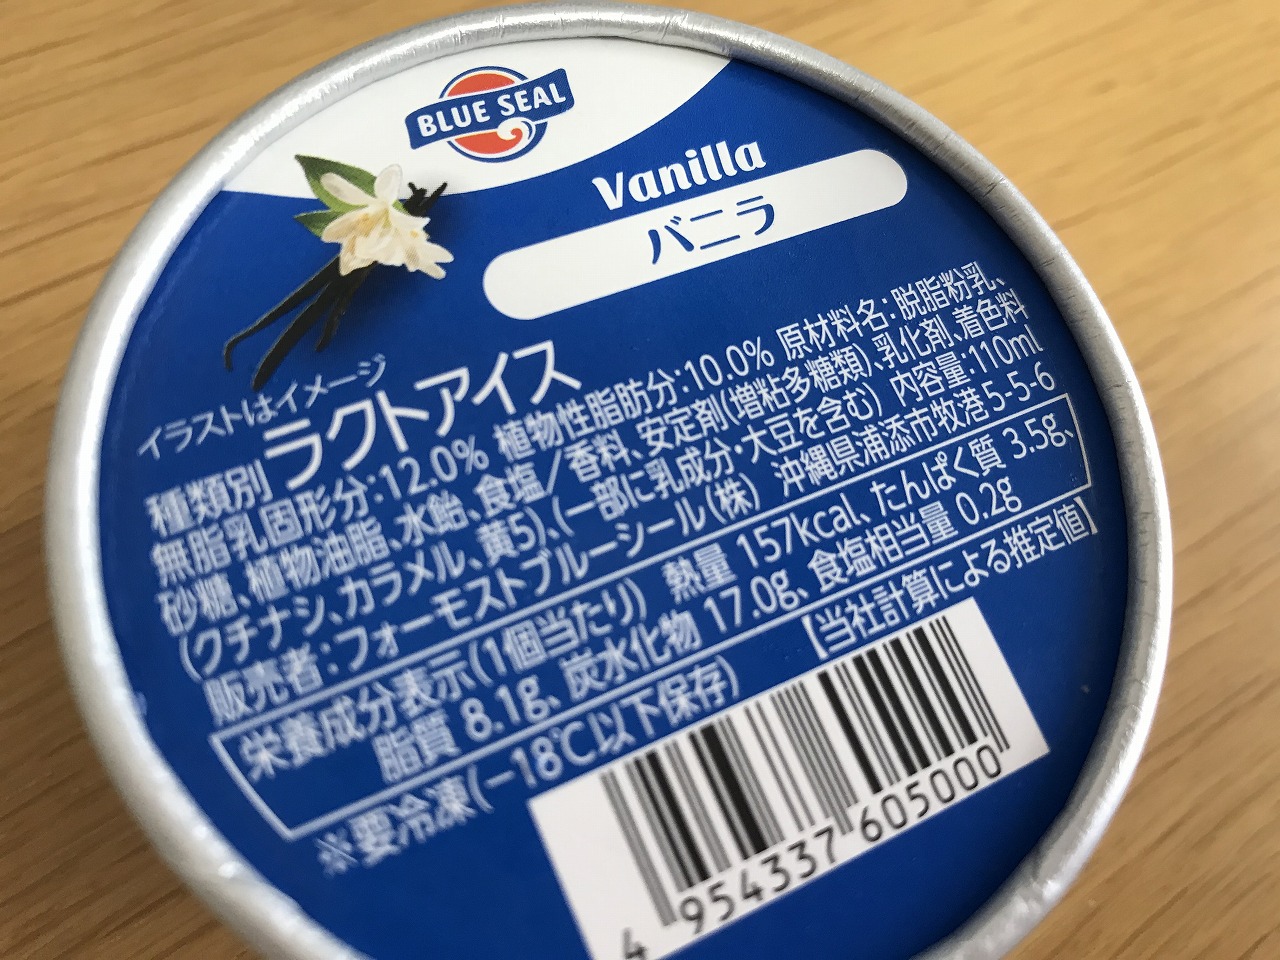 BLUE SEAL
Vanilla
バニラ
イラストはイメージ
種類別 ラクトアイス
無脂乳固形分:12.0% 植物性脂肪分:10.0% 原材料名:脱脂粉乳、
砂糖、植物油脂、水飴、食塩/香料、安定剤(増粘多糖類)、乳化剤、着色料
(クチナシ、カラメル、黄5)、(一部に乳成分・大豆を含む) 内容量:110ml
販売者:フォーモストブルーシール(株) 沖縄県浦添市牧港5-5-6
栄養成分表示(1個当たり) 熱量 157kcal、たんぱく質 3.5g、
脂質 8.1g、炭水化物 17.0g、食塩相当量 0.2g
※要冷凍(-18℃以下保存) 【当社計算による推定値】
4 954337 605000